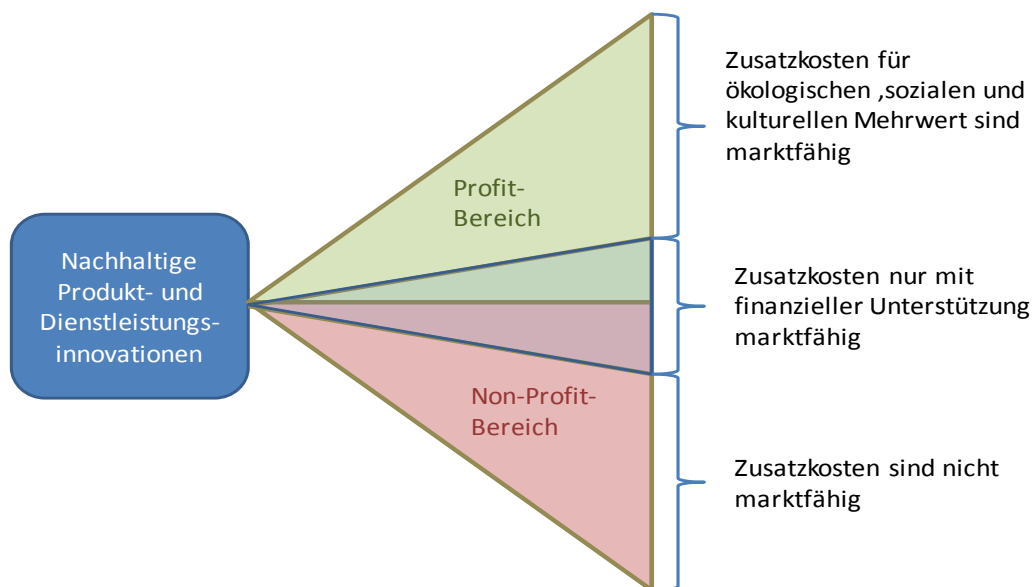 Nachhaltige
Produkt- und
Dienstleistungs-
innovationen
Profit-
Bereich
Non-Profit-
Bereich
Zusatzkosten für
ökologischen ,sozialen und
kulturellen Mehrwert sind
marktfähig
Zusatzkosten nur mit
finanzieller Unterstützung
marktfähig
Zusatzkosten sind nicht
marktfähig